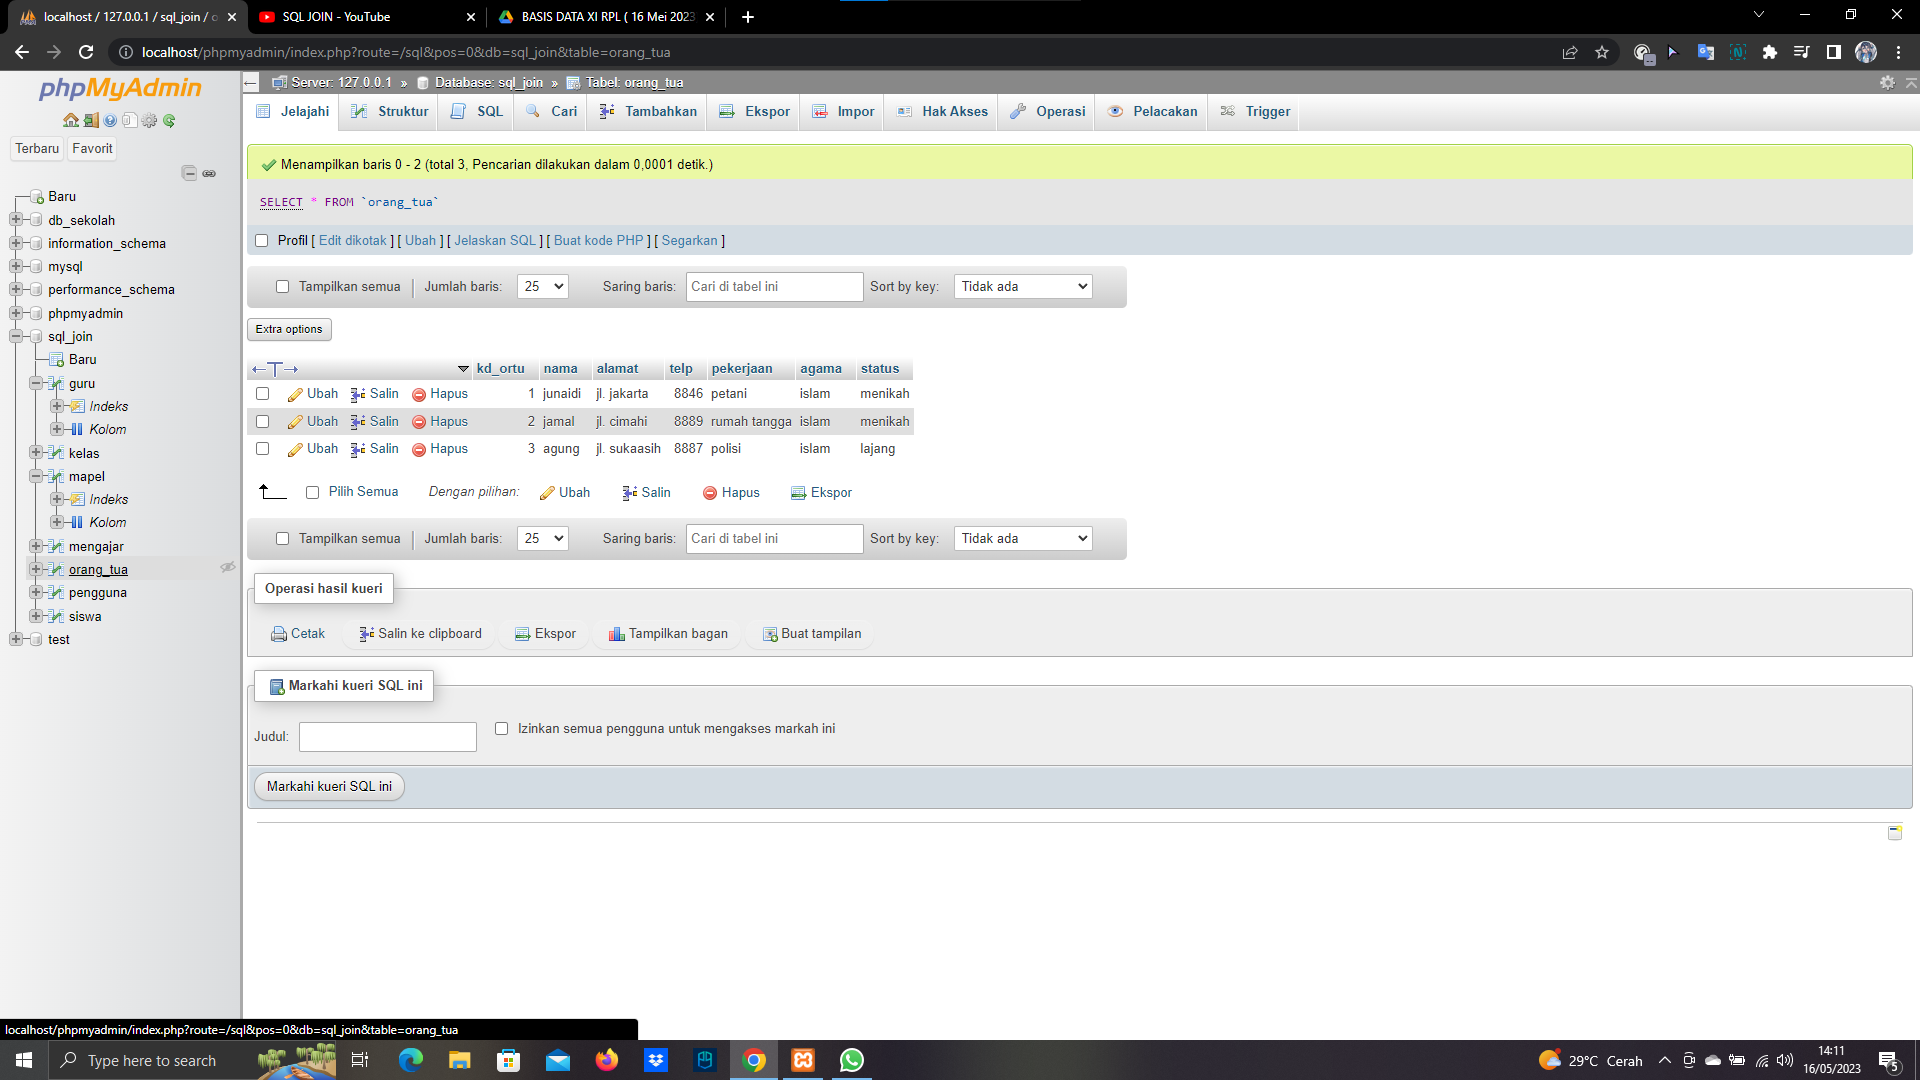 localhost / 127.0.0.1 / sql_join / o
SQL JOIN - YouTube
BASIS DATA XI RPL ( 16 Mei 2023
localhost/phpmyadmin/index.php?route=/sql&pos=0&db=sql_join&table=orang_tua
phpMyAdmin
Terbaru Favorit
Baru
db_sekolah
information_schema
mysql
performance_schema
phpmyadmin
sql_join
Baru
guru
Indeks
Kolom
kelas
mapel
Indeks
Kolom
mengajar
orang_tua
pengguna
siswa
test
Server: 127.0.0.1 » Database: sql_join » Tabel: orang_tua
Jelajahi Struktur SQL Cari Tambahkan Ekspor Impor Hak Akses Operasi Pelacakan Trigger
Menampilkan baris 0 - 2 (total 3, Pencarian dilakukan dalam 0,0001 detik.)
SELECT * FROM `orang_tua`
Profil [ Edit dikotak ] [ Ubah ] [ Jelaskan SQL ] [ Buat kode PHP ] [ Segarkan ]
Tampilkan semua Jumlah baris: 25 Saring baris: Cari di tabel ini Sort by key: Tidak ada
Extra options
kd_ortu nama alamat telp pekerjaan agama status
Ubah Salin Hapus 1 junaidi jl. jakarta 8846 petani islam menikah
Ubah Salin Hapus 2 jamal jl. cimahi 8889 rumah tangga islam menikah
Ubah Salin Hapus 3 agung jl. sukaasih 8887 polisi islam lajang
Pilih Semua Dengan pilihan: Ubah Salin Hapus Ekspor
Tampilkan semua Jumlah baris: 25 Saring baris: Cari di tabel ini Sort by key: Tidak ada
Operasi hasil kueri
Cetak Salin ke clipboard Ekspor Tampilkan bagan Buat tampilan
Markahi kueri SQL ini
Judul: Izinkan semua pengguna untuk mengakses markah ini
Markahi kueri SQL ini
localhost/phpmyadmin/index.php?route=/sql&pos=0&db=sql_join&table=orang_tua
Type here to search
29°C Cerah
14:11
16/05/2023
5